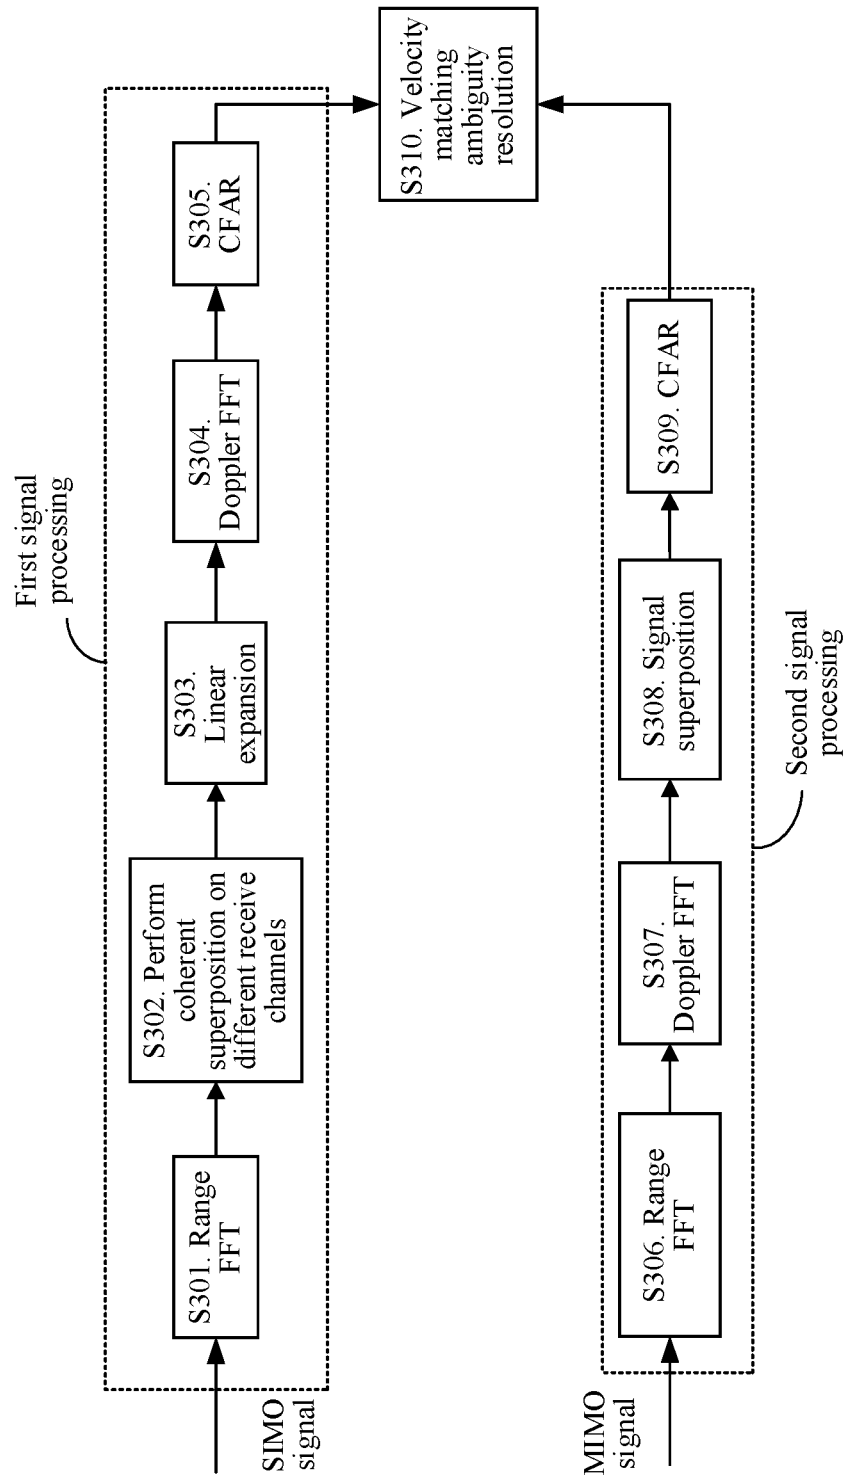 First signal
processing
SIMO
signal
S301. Range
FFT
S302. Perform
coherent
superposition on
different receive
channels
S303.
Linear
expansion
S304.
Doppler FFT
S305.
CFAR
S310. Velocity
matching
ambiguity
resolution
MIMO
signal
S306. Range
FFT
S307.
Doppler FFT
S308. Signal
superposition
S309. CFAR
Second signal
processing